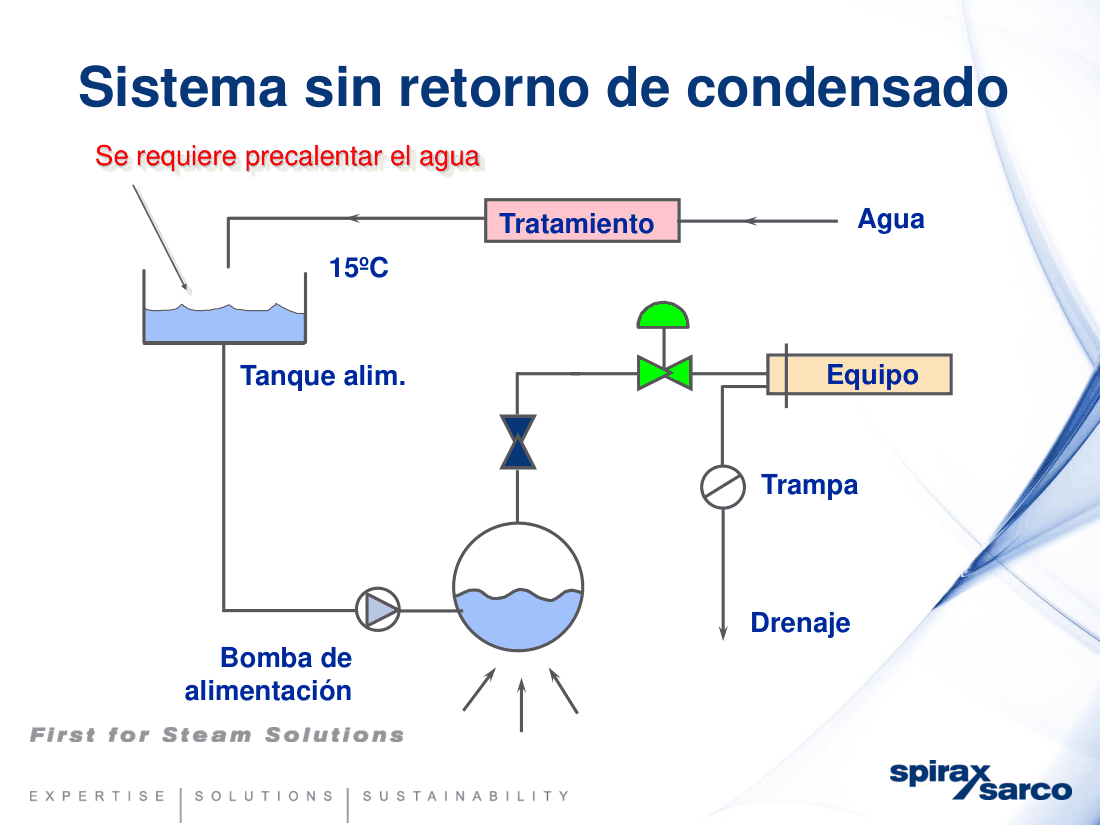 Sistema sin retorno de condensado
Se requiere precalentar el agua
Tratamiento
Agua
15ºC
Tanque alim.
Equipo
Trampa
Drenaje
Bomba de
alimentación
First for Steam Solutions
EXPERTISE SOLUTIONS SUSTAINABILITY
spirax
sarco